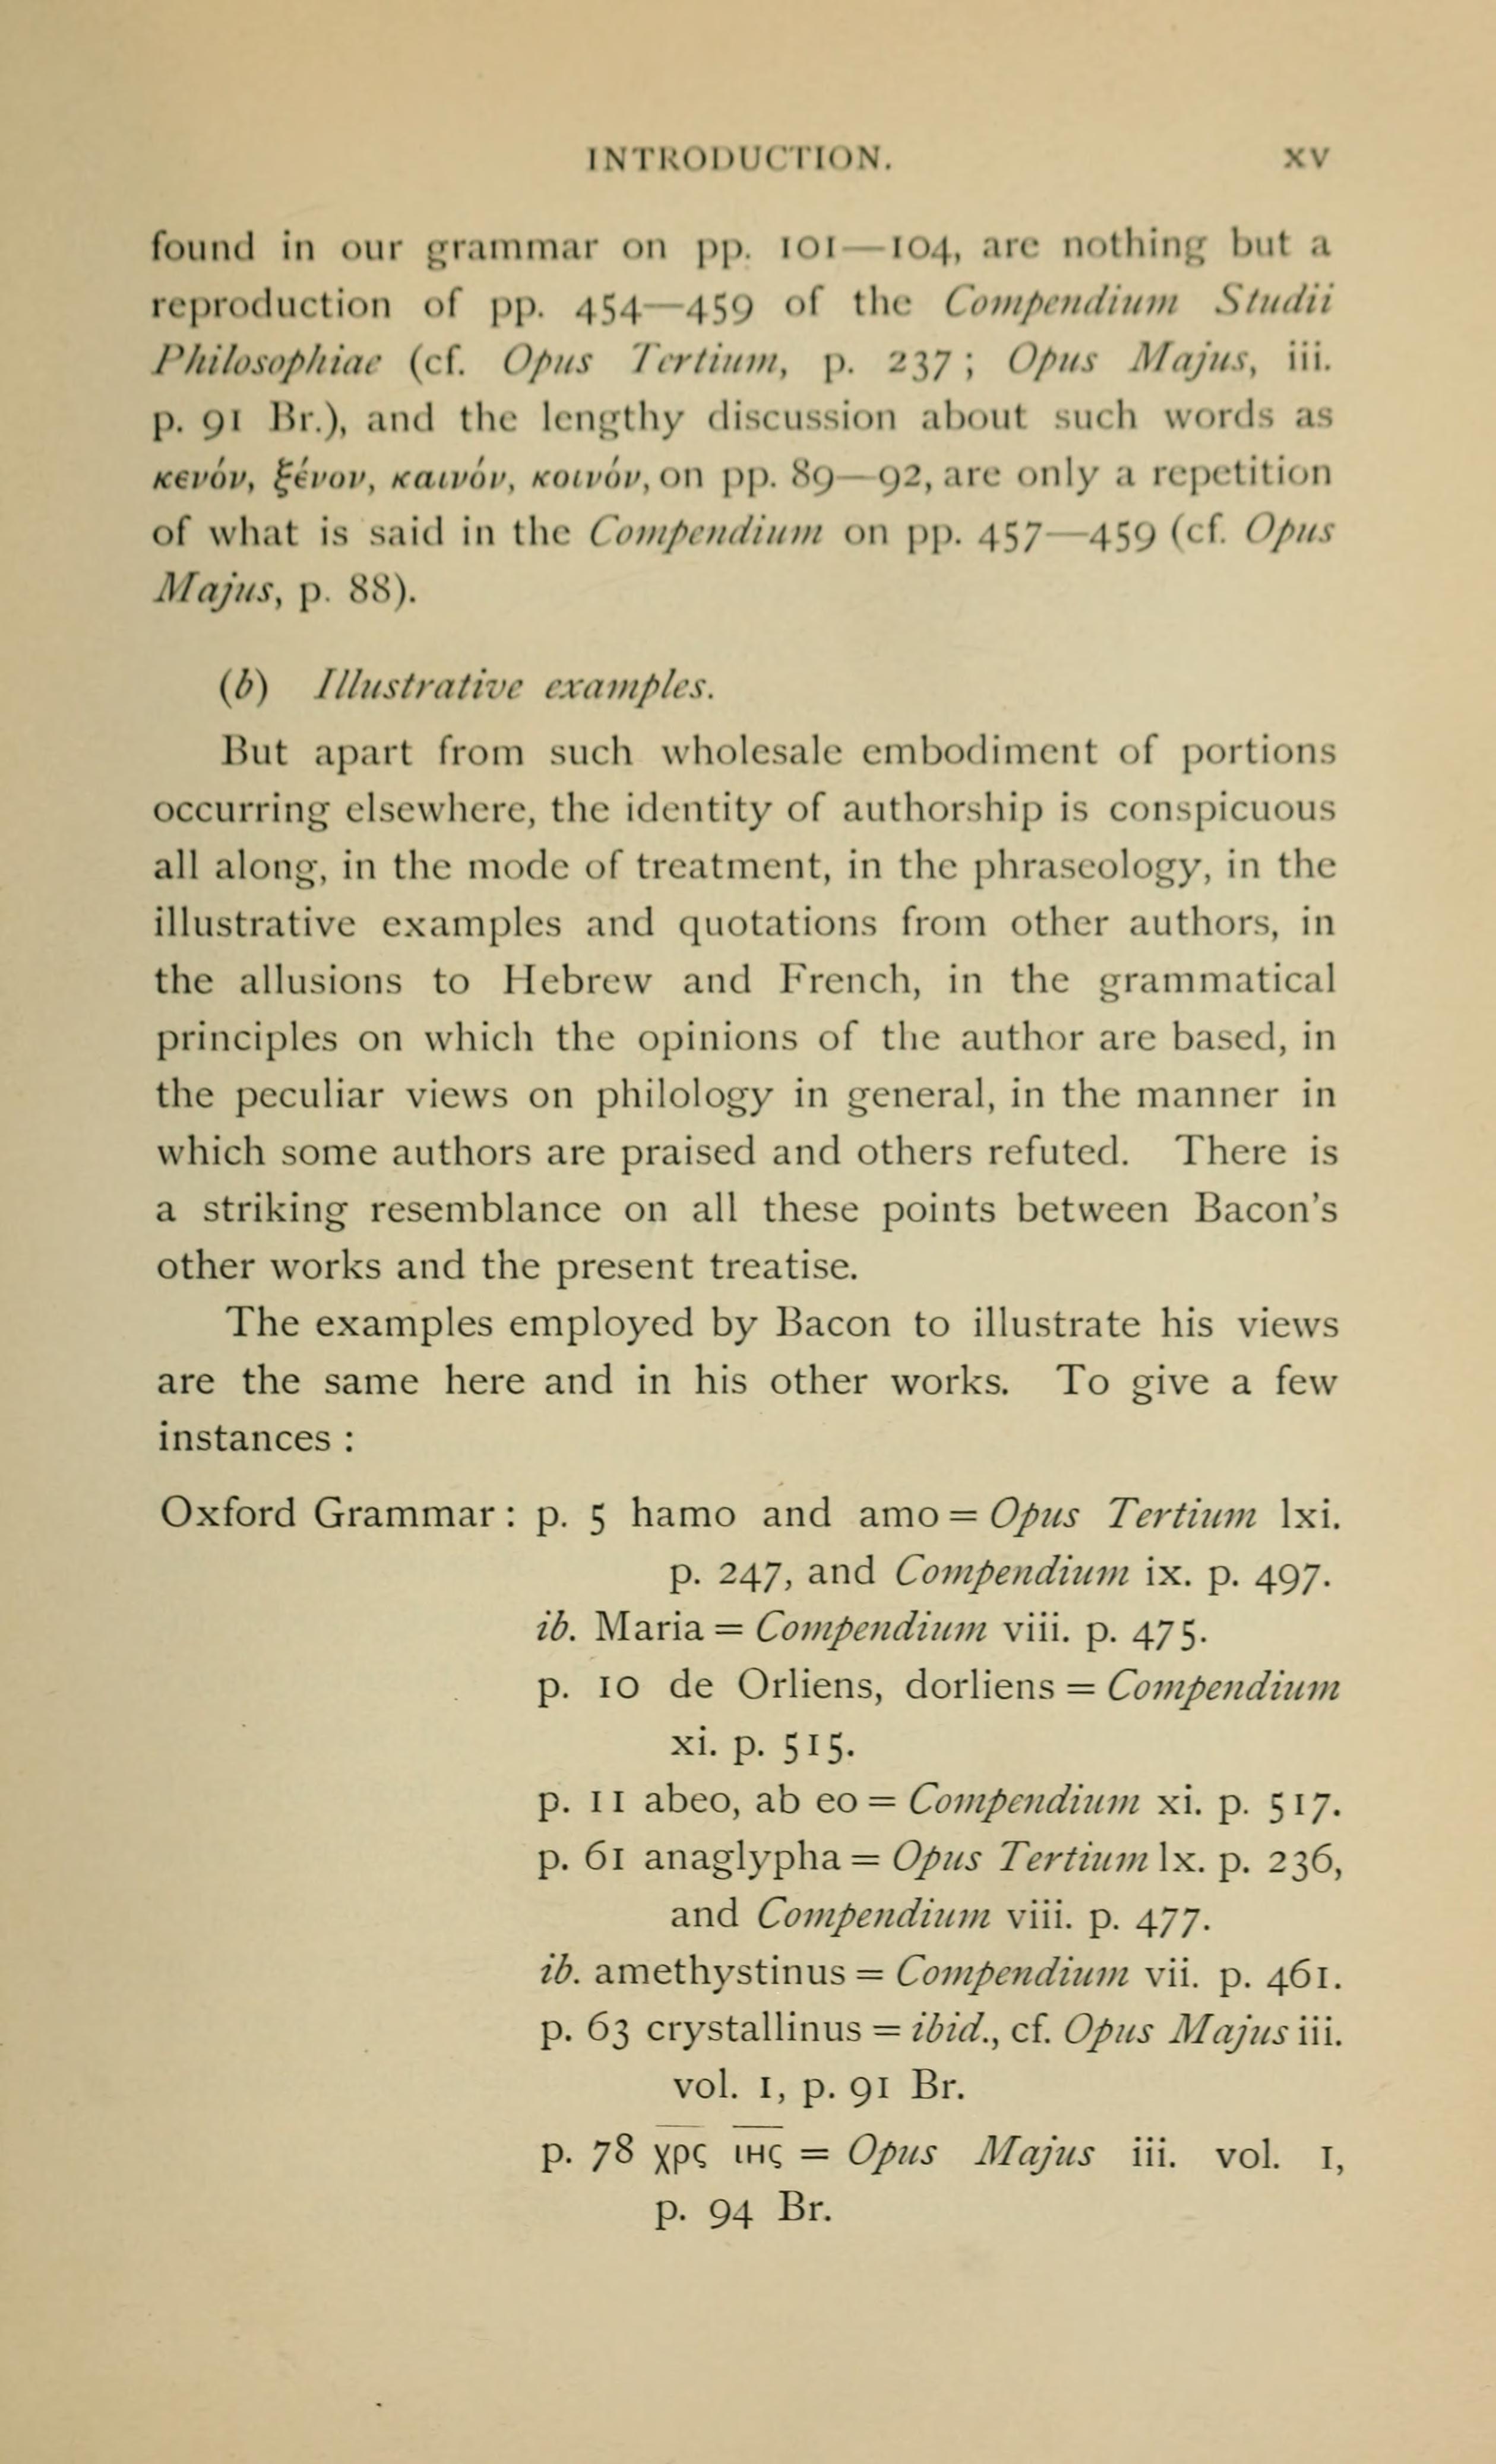 INTRODUCTION. xv
found in our grammar on pp. 101—104, are nothing but a
reproduction of pp. 454—459 of the Compendium Studii
Philosophiae (cf. Opus Tertium, p. 237; Opus Majus, iii.
p. 91 Br.), and the lengthy discussion about such words as
κενόν, ξένον, καινόν, κοινόν, on pp. 89—92, are only a repetition
of what is said in the Compendium on pp. 457—459 (cf. Opus
Majus, p. 88).
(b) Illustrative examples.
But apart from such wholesale embodiment of portions
occurring elsewhere, the identity of authorship is conspicuous
all along, in the mode of treatment, in the phraseology, in the
illustrative examples and quotations from other authors, in
the allusions to Hebrew and French, in the grammatical
principles on which the opinions of the author are based, in
the peculiar views on philology in general, in the manner in
which some authors are praised and others refuted. There is
a striking resemblance on all these points between Bacon's
other works and the present treatise.
The examples employed by Bacon to illustrate his views
are the same here and in his other works. To give a few
instances :
Oxford Grammar : p. 5 hamo and amo = Opus Tertium lxi.
p. 247, and Compendium ix. p. 497.
ib. Maria = Compendium viii. p. 475.
p. 10 de Orliens, dorliens = Compendium
xi. p. 515.
p. 11 abeo, ab eo = Compendium xi. p. 517.
p. 61 anaglypha = Opus Tertium lx. p. 236,
and Compendium viii. p. 477.
ib. amethystinus = Compendium vii. p. 461.
p. 63 crystallinus = ibid., cf. Opus Majus iii.
vol. 1, p. 91 Br.
p. 78 χ̅ρ̅ς̅ ι̅н̅ς̅ = Opus Majus iii. vol. 1,
p. 94 Br.